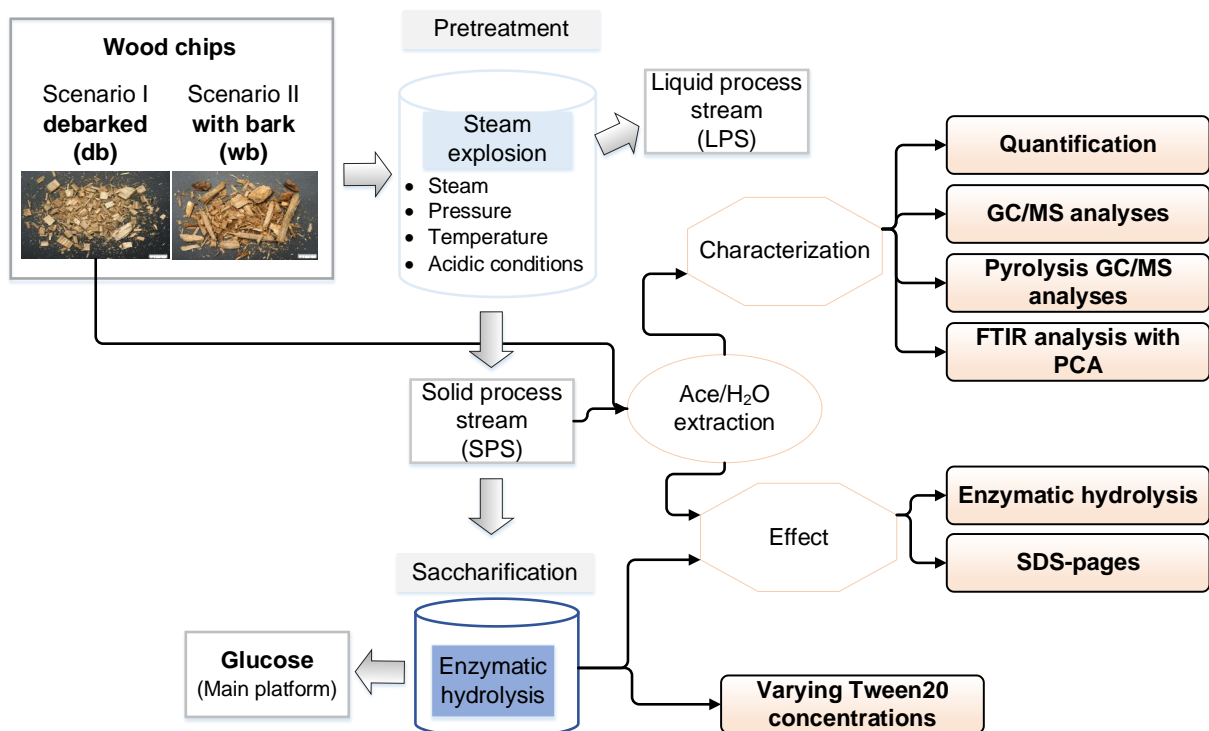 Wood chips
Scenario I
debarked
(db)
Scenario II
with bark
(wb)
Pretreatment
Steam
explosion
• Steam
• Pressure
• Temperature
• Acidic conditions
Liquid process
stream
(LPS)
Solid process
stream
(SPS)
Ace/H₂O
extraction
Characterization
Quantification
GC/MS analyses
Pyrolysis GC/MS
analyses
FTIR analysis with
PCA
Effect
Enzymatic hydrolysis
SDS-pages
Saccharification
Enzymatic
hydrolysis
Glucose
(Main platform)
Varying Tween20
concentrations